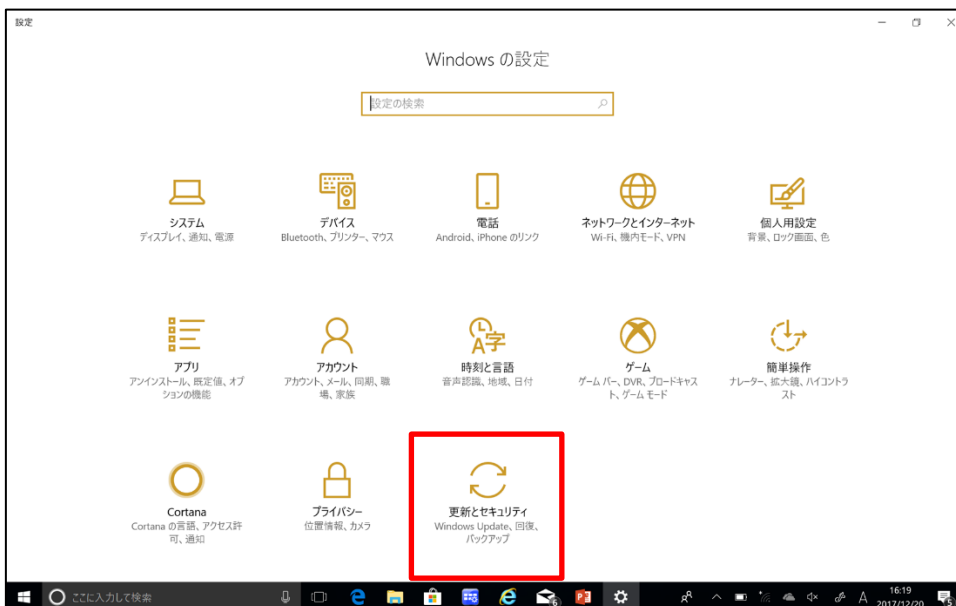 設定
Windows の設定
設定の検索
システム
ディスプレイ、通知、電源
デバイス
Bluetooth、プリンター、マウス
電話
Android、iPhone のリンク
ネットワークとインターネット
Wi-Fi、機内モード、VPN
個人用設定
背景、ロック画面、色
アプリ
アンインストール、既定値、オプ
ションの機能
アカウント
アカウント、メール、同期、職
場、家族
時刻と言語
音声認識、地域、日付
ゲーム
ゲーム バー、DVR、ブロードキャス
ト、ゲーム モード
簡単操作
ナレーター、拡大鏡、ハイコントラ
スト
Cortana
Cortana の言語、アクセス許
可、通知
プライバシー
位置情報、カメラ
更新とセキュリティ
Windows Update、回復、
バックアップ
ここに入力して検索
A
16:19
2017/12/20